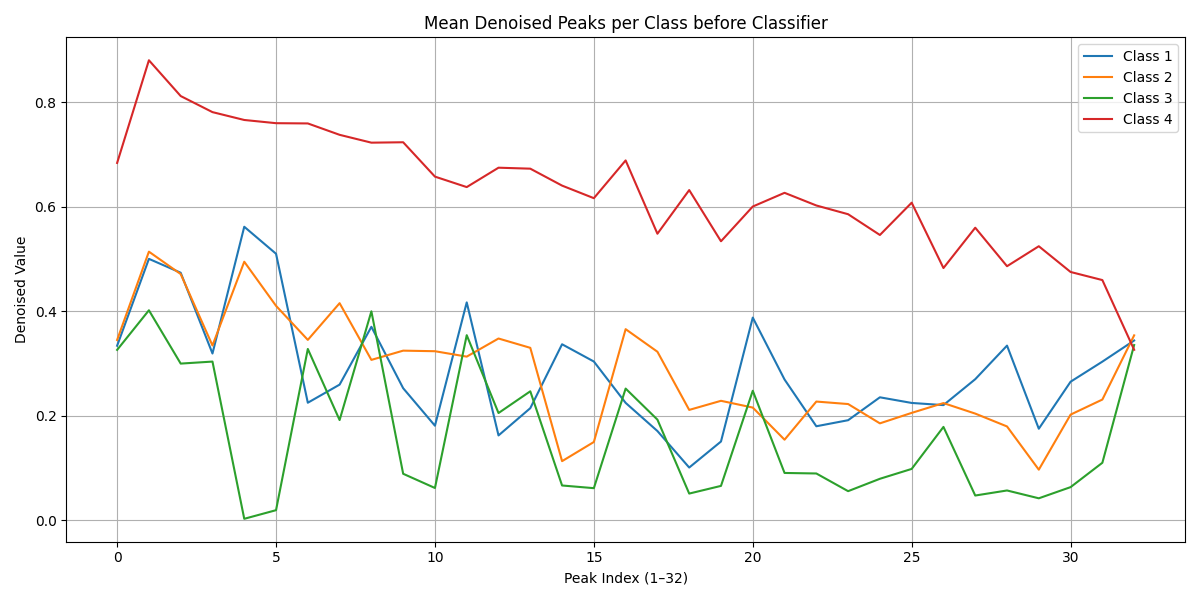 Mean Denoised Peaks per Class before Classifier
Class 1
Class 2
Class 3
Class 4
Denoised Value
0.8
0.6
0.4
0.2
0.0
0 5 10 15 20 25 30
Peak Index (1–32)